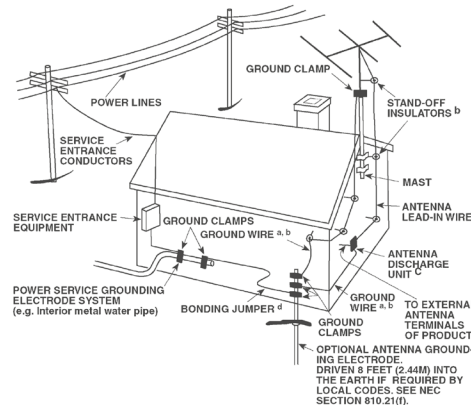 GROUND CLAMP
POWER LINES
STAND-OFF
INSULATORS b
SERVICE
ENTRANCE
CONDUCTORS
MAST
ANTENNA
LEAD-IN WIRE
SERVICE ENTRANCE
EQUIPMENT
GROUND CLAMPS
GROUND WIRE a, b
ANTENNA
DISCHARGE
UNIT C
POWER SERVICE GROUNDING
ELECTRODE SYSTEM
(e.g. Interior metal water pipe)
BONDING JUMPER d
GROUND
WIRE a, b
GROUND
CLAMPS
TO EXTERNA
ANTENNA
TERMINALS
OF PRODUCT
OPTIONAL ANTENNA GROUND-
ING ELECTRODE.
DRIVEN 8 FEET (2.44M) INTO
THE EARTH IF REQUIRED BY
LOCAL CODES. SEE NEC
SECTION 810.21(f).